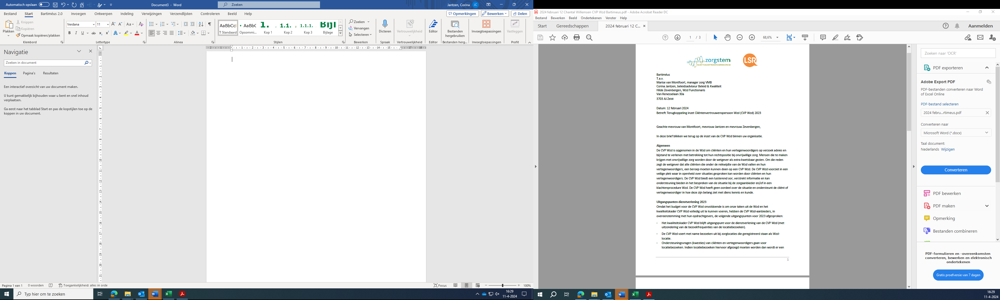 Automatisch opslaan
Document3 - Word
Zoeken
Jantzen, Corina
JC
Bestand Start Bartiméus 2.0 Invoegen Ontwerpen Indeling Verwijzingen Verzendlijsten Controleren Beeld Help
Opmerkingen Bewerken Delen
Plakken
Knippen
Kopiëren
Opmaak kopiëren/plakken
Klembord
Verdana 11
Lettertype
Alinea
AaBbCcI AaBbC 1. 1.1. 1.1.1. Bijl
¶ Standaard Opsommi... Kop 1 Kop 2 Kop 3 Bijlage
Stijlen
Zoeken
Vervangen
Selecteren
Bewerken
Dicteren
Spraak
Vertrouwelijkheid
Vertrouwelijkheid
Editor
Editor
Bestanden hergebruiken
Bestanden herg...
Invoegtoepassingen
Invoegtoepassingen
Vastleggen
Profit
Navigatie
Zoeken in document
Koppen Pagina's Resultaten
Een interactief overzicht van uw document maken.
U kunt gemakkelijk bijhouden waar u bent en snel inhoud
verplaatsen.
Ga eerst naar het tabblad Start en pas de kopstijlen toe op de
koppen in uw document.
Pagina 1 van 1 0 woorden Toegankelijkheid: alles in orde
Focus 100%
Typ hier om te zoeken
16:29
11-4-2024
2024 februari 12 Chantal Willemsen CVP Wzd Bartimeus.pdf - Adobe Acrobat Reader DC
Bestand Bewerken Beeld Ondertekenen Venster Help
Start Gereedschappen 2024 februari 12 C... Aanmelden
1 / 3 68,6%
zorgstem
CLIËNTENVERTROUWENSPERSONEN
LSR
Bartiméus
T.a.v.
Marise van Montfoort, manager zorg VMB
Corina Jantzen, beleidsadviseur Beleid & Kwaliteit
Hilde Zevenbergen, Wzd Functionaris
Van Renesselaan 30a
3703 AJ Zeist
Datum: 12 februari 2024
Betreft: Terugkoppeling inzet Cliëntenvertrouwenspersoon Wzd (CVP Wzd) 2023
Geachte mevrouw van Montfoort, mevrouw Jantzen en mevrouw Zevenbergen,
In deze brief blikken we terug op de inzet van de CVP Wzd binnen uw organisatie.
Algemeen
De CVP Wzd is opgenomen in de Wzd om cliënten en hun vertegenwoordigers op verzoek advies en
bijstand te verlenen met betrekking tot hun rechtspositie bij onvrijwillige zorg. Mensen die te maken
krijgen met onvrijwillige zorg worden door de wetgever als extra kwetsbaar gezien. Om die reden
zegt de wetgever dat alle cliënten die onder de reikwijdte van de Wzd vallen en hun
vertegenwoordigers, een beroep moeten kunnen doen op een CVP Wzd. De CVP Wzd voorziet in een
veilige plek waar in openheid over situaties gesproken kan worden door cliënten en hun
vertegenwoordigers. De CVP Wzd biedt een luisterend oor, verstrekt informatie en kan
ondersteuning bieden in het bespreken van de situatie bij de zorgaanbieder en/of in een
klachtenprocedure Wzd. De CVP Wzd heeft geen oordeel over de situatie en ondersteunt de cliënt of
vertegenwoordiger in hoe deze zijn belang ziet met diens kennis en kunde.
Uitgangspunten dienstverlening 2023
Omdat het budget voor de CVP Wzd onvoldoende is om onze taken uit de Wzd en het
kwaliteitskader CVP Wzd volledig uit te kunnen voeren, hebben de CVP Wzd-aanbieders, in
overeenstemming met hun opdrachtgevers, de volgende uitgangspunten voor 2023 afgesproken:
- Het kwaliteitskader CVP Wzd blijft uitgangspunt voor de dienstverlening van de CVP Wzd (met
uitzondering van de bezoekfrequenties van de locatiebezoeken).
- De CVP Wzd voert met name bezoeken uit bij zorglocaties die geregistreerd staan als Wzd-
locatie.
- Ondersteuningsvragen (kwesties) van cliënten en vertegenwoordigers gaan voor
locatiebezoeken. Indien locatiebezoeken hiervoor afgezegd moeten worden dan wordt er een
1
Zoeken naar 'OCR'
PDF exporteren
Adobe Export PDF
PDF-bestanden converteren naar Word
of Excel Online
PDF-bestand selecteren
2024 febru...rtimeus.pdf
Converteren naar
Microsoft Word (*.docx)
Taal document:
Nederlands Wijzigen
Converteren
PDF bewerken
PDF maken
Opmerking
Bestanden combineren
PDF-formulieren en -overeenkomsten
converteren, bewerken en elektronisch
ondertekenen
Gratis proefversie van 7 dagen
16:29
11-4-2024